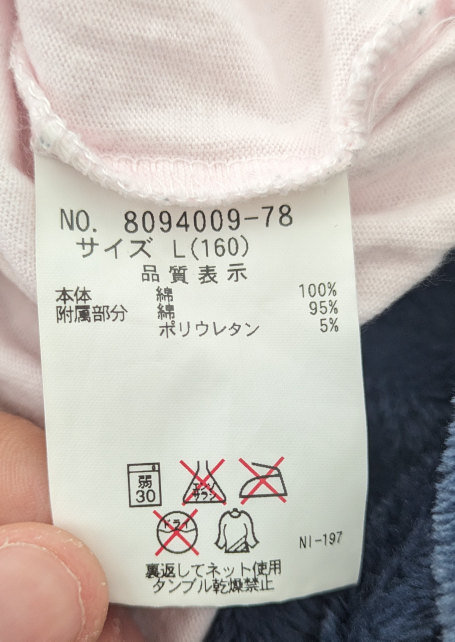 NO. 8094009-78
サイズ L(160)
品質表示
本体 綿 100%
附属部分 綿 95%
ポリウレタン 5%
弱
30
エンソ
サラシ
ドライ
NI-197
裏返してネット使用
タンブル乾燥禁止